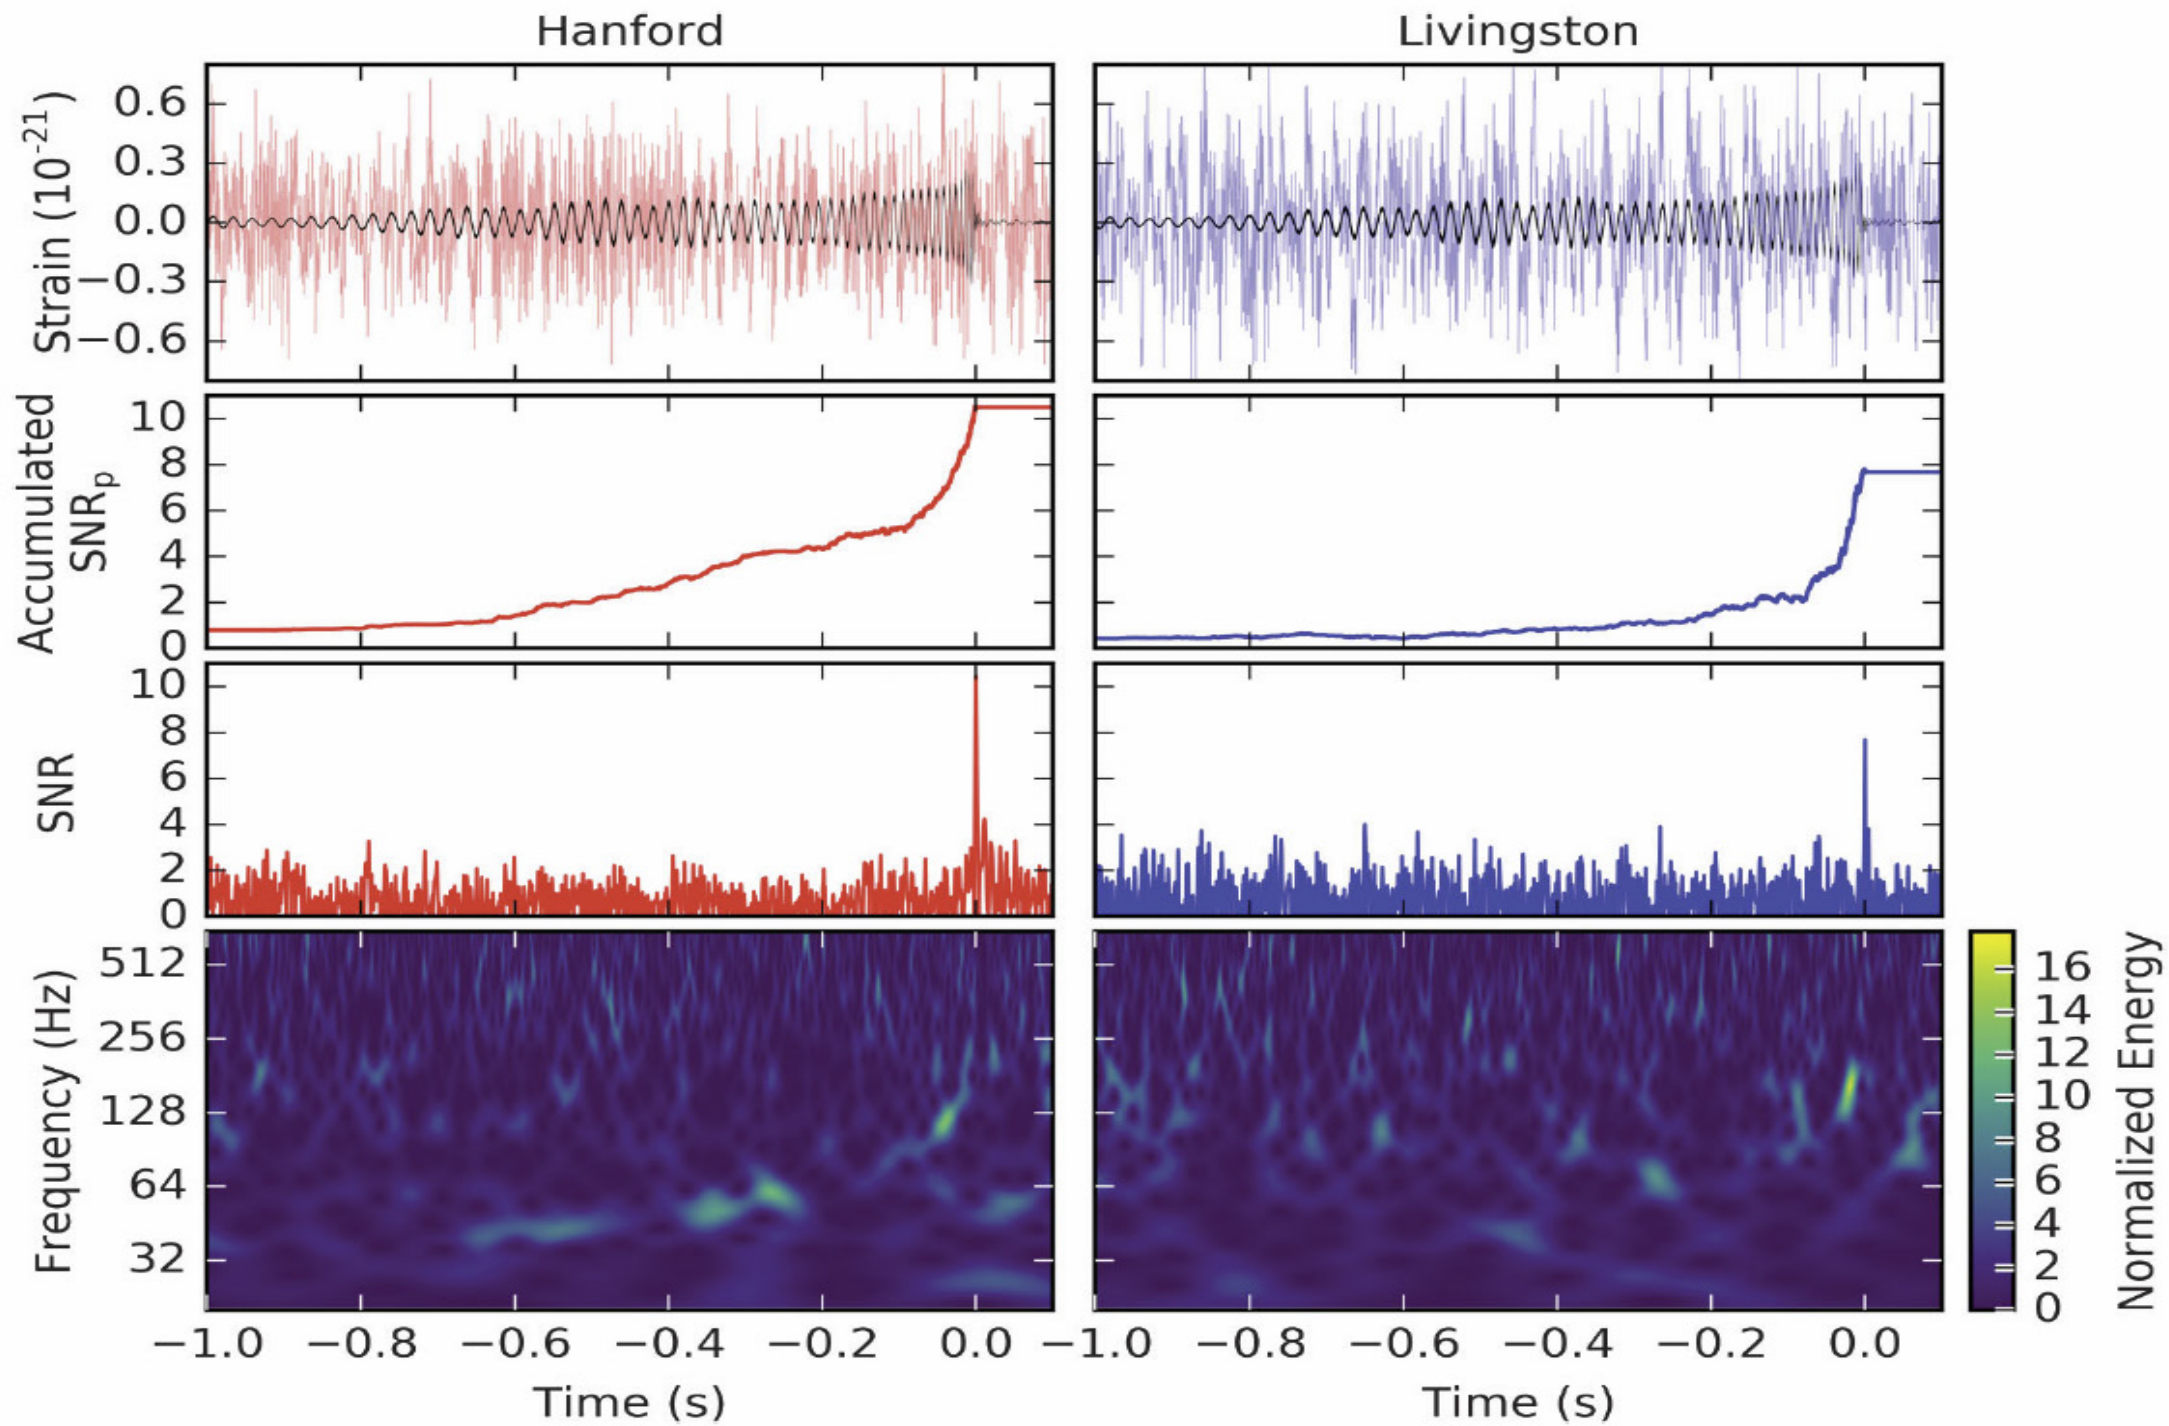 Hanford
Livingston
Strain (10^-21)
0.6
0.3
0.0
−0.3
−0.6
Accumulated
SNRp
10
8
6
4
2
0
SNR
10
8
6
4
2
0
Frequency (Hz)
512
256
128
64
32
16
14
12
10
8
6
4
2
0
Normalized Energy
−1.0 −0.8 −0.6 −0.4 −0.2 0.0 −1.0 −0.8 −0.6 −0.4 −0.2 0.0
Time (s)
Time (s)